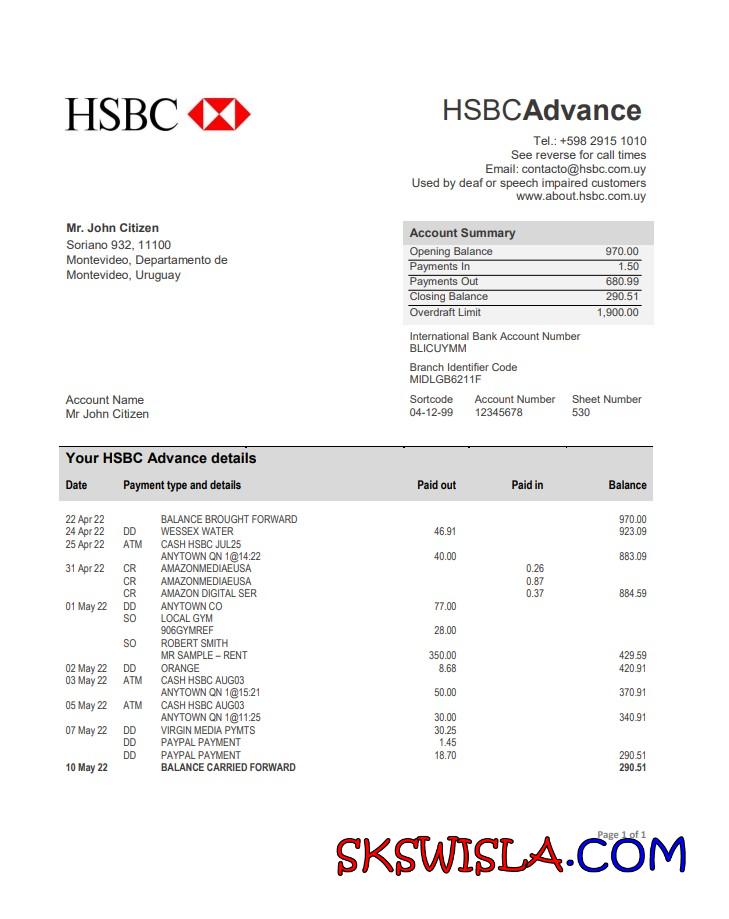 HSBC
HSBCAdvance
Tel.: +598 2915 1010
See reverse for call times
Email: contacto@hsbc.com.uy
Used by deaf or speech impaired customers
www.about.hsbc.com.uy
Mr. John Citizen
Soriano 932, 11100
Montevideo, Departamento de
Montevideo, Uruguay
Account Summary
Opening Balance 970.00
Payments In 1.50
Payments Out 680.99
Closing Balance 290.51
Overdraft Limit 1,900.00
International Bank Account Number
BLICUYMM
Branch Identifier Code
MIDLGB6211F
Account Name
Mr John Citizen
Sortcode Account Number Sheet Number
04-12-99 12345678 530
Your HSBC Advance details
Date Payment type and details Paid out Paid in Balance
22 Apr 22 BALANCE BROUGHT FORWARD 970.00
24 Apr 22 DD WESSEX WATER 46.91 923.09
25 Apr 22 ATM CASH HSBC JUL25
ANYTOWN QN 1@14:22 40.00 883.09
31 Apr 22 CR AMAZONMEDIAEUSA 0.26
CR AMAZONMEDIAEUSA 0.87
CR AMAZON DIGITAL SER 0.37 884.59
01 May 22 DD ANYTOWN CO 77.00
SO LOCAL GYM
906GYMREF 28.00
SO ROBERT SMITH
MR SAMPLE – RENT 350.00 429.59
02 May 22 DD ORANGE 8.68 420.91
03 May 22 ATM CASH HSBC AUG03
ANYTOWN QN 1@15:21 50.00 370.91
05 May 22 ATM CASH HSBC AUG03
ANYTOWN QN 1@11:25 30.00 340.91
07 May 22 DD VIRGIN MEDIA PYMTS 30.25
DD PAYPAL PAYMENT 1.45
DD PAYPAL PAYMENT 18.70 290.51
10 May 22 BALANCE CARRIED FORWARD 290.51
Page 1 of 1
SKSWISLA.COM